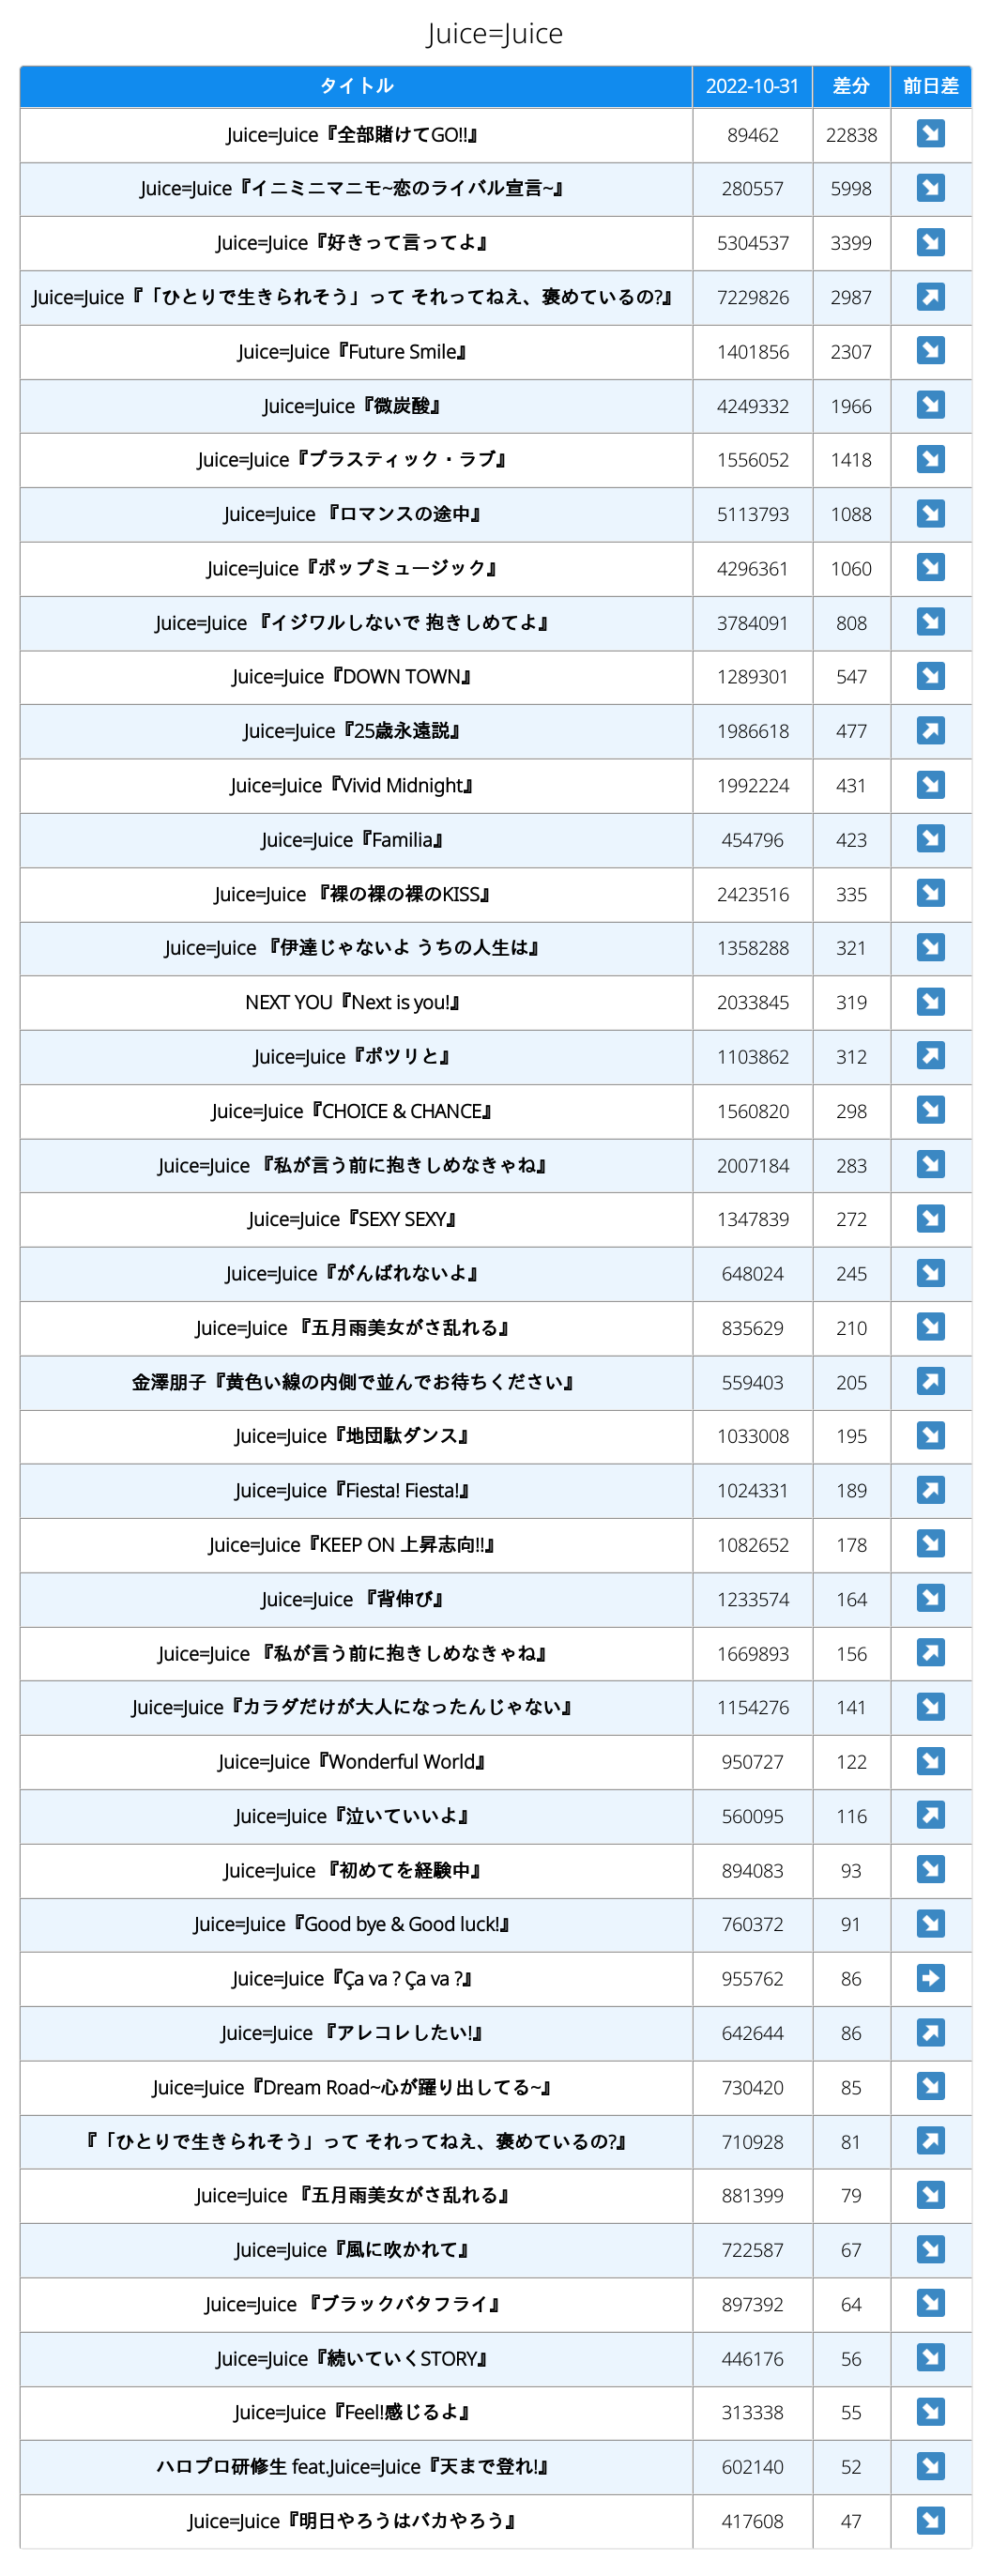 Juice=Juice
タイトル 2022-10-31 差分 前日差
Juice=Juice『全部賭けてGO!!』 89462 22838 ↘
Juice=Juice『イニミニマニモ~恋のライバル宣言~』 280557 5998 ↘
Juice=Juice『好きって言ってよ』 5304537 3399 ↘
Juice=Juice『「ひとりで生きられそう」って それってねえ、褒めているの?』 7229826 2987 ↗
Juice=Juice『Future Smile』 1401856 2307 ↘
Juice=Juice『微炭酸』 4249332 1966 ↘
Juice=Juice『プラスティック・ラブ』 1556052 1418 ↘
Juice=Juice 『ロマンスの途中』 5113793 1088 ↘
Juice=Juice『ポップミュージック』 4296361 1060 ↘
Juice=Juice 『イジワルしないで 抱きしめてよ』 3784091 808 ↘
Juice=Juice『DOWN TOWN』 1289301 547 ↘
Juice=Juice『25歳永遠説』 1986618 477 ↗
Juice=Juice『Vivid Midnight』 1992224 431 ↘
Juice=Juice『Familia』 454796 423 ↘
Juice=Juice 『裸の裸の裸のKISS』 2423516 335 ↘
Juice=Juice 『伊達じゃないよ うちの人生は』 1358288 321 ↘
NEXT YOU『Next is you!』 2033845 319 ↘
Juice=Juice『ポツリと』 1103862 312 ↗
Juice=Juice『CHOICE & CHANCE』 1560820 298 ↘
Juice=Juice 『私が言う前に抱きしめなきゃね』 2007184 283 ↘
Juice=Juice『SEXY SEXY』 1347839 272 ↘
Juice=Juice『がんばれないよ』 648024 245 ↘
Juice=Juice 『五月雨美女がさ乱れる』 835629 210 ↘
金澤朋子『黄色い線の内側で並んでお待ちください』 559403 205 ↗
Juice=Juice『地団駄ダンス』 1033008 195 ↘
Juice=Juice『Fiesta! Fiesta!』 1024331 189 ↗
Juice=Juice『KEEP ON 上昇志向!!』 1082652 178 ↘
Juice=Juice 『背伸び』 1233574 164 ↘
Juice=Juice 『私が言う前に抱きしめなきゃね』 1669893 156 ↗
Juice=Juice『カラダだけが大人になったんじゃない』 1154276 141 ↘
Juice=Juice『Wonderful World』 950727 122 ↘
Juice=Juice『泣いていいよ』 560095 116 ↗
Juice=Juice 『初めてを経験中』 894083 93 ↘
Juice=Juice『Good bye & Good luck!』 760372 91 ↘
Juice=Juice『Ça va ? Ça va ?』 955762 86 →
Juice=Juice 『アレコレしたい!』 642644 86 ↗
Juice=Juice『Dream Road~心が躍り出してる~』 730420 85 ↘
『「ひとりで生きられそう」って それってねえ、褒めているの?』 710928 81 ↗
Juice=Juice 『五月雨美女がさ乱れる』 881399 79 ↘
Juice=Juice『風に吹かれて』 722587 67 ↘
Juice=Juice 『ブラックバタフライ』 897392 64 ↘
Juice=Juice『続いていくSTORY』 446176 56 ↘
Juice=Juice『Feel!感じるよ』 313338 55 ↘
ハロプロ研修生 feat.Juice=Juice『天まで登れ!』 602140 52 ↘
Juice=Juice『明日やろうはバカやろう』 417608 47 ↘